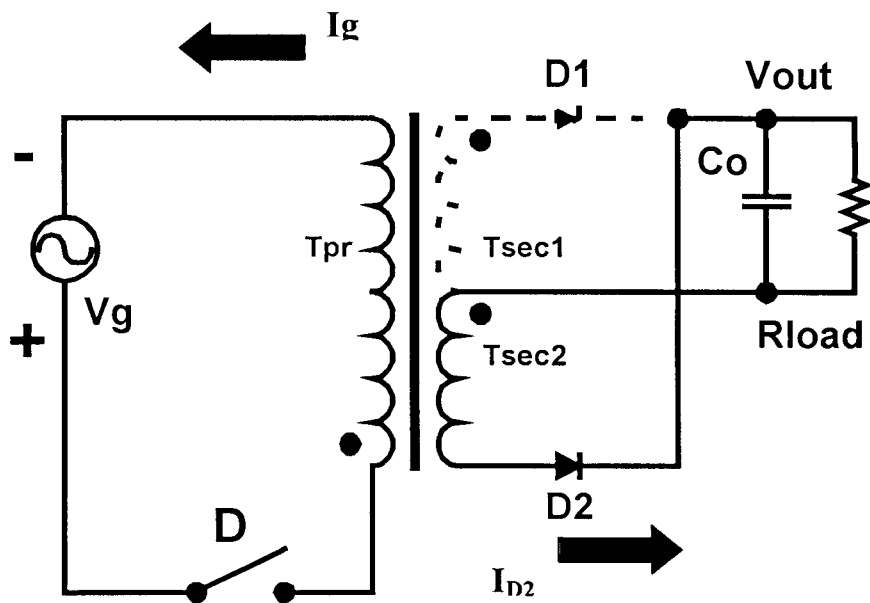 Ig
D1
Vout
-
Co
Tpr
Tsec1
Vg
+
Tsec2
Rload
D
D2
ID2